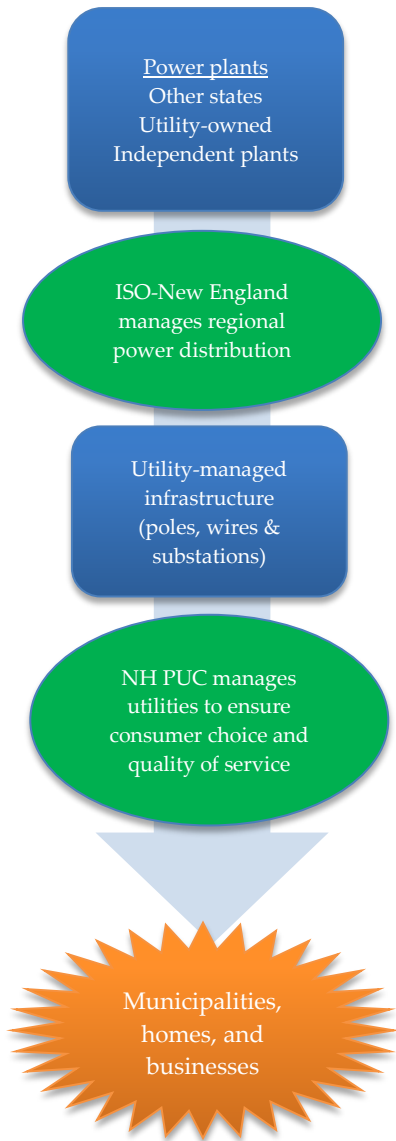 Power plants
Other states
Utility-owned
Independent plants
ISO-New England
manages regional
power distribution
Utility-managed
infrastructure
(poles, wires &
substations)
NH PUC manages
utilities to ensure
consumer choice and
quality of service
Municipalities,
homes, and
businesses